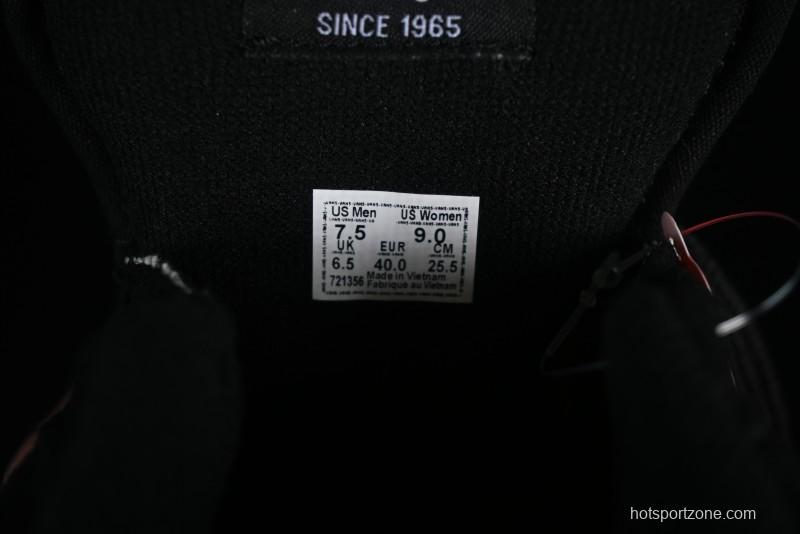 SINCE 1965
US Men US Women
7.5 9.0
UK EUR CM
6.5 40.0 25.5
721356 Made in Vietnam
Fabrique au Vietnam
hotsportzone.com